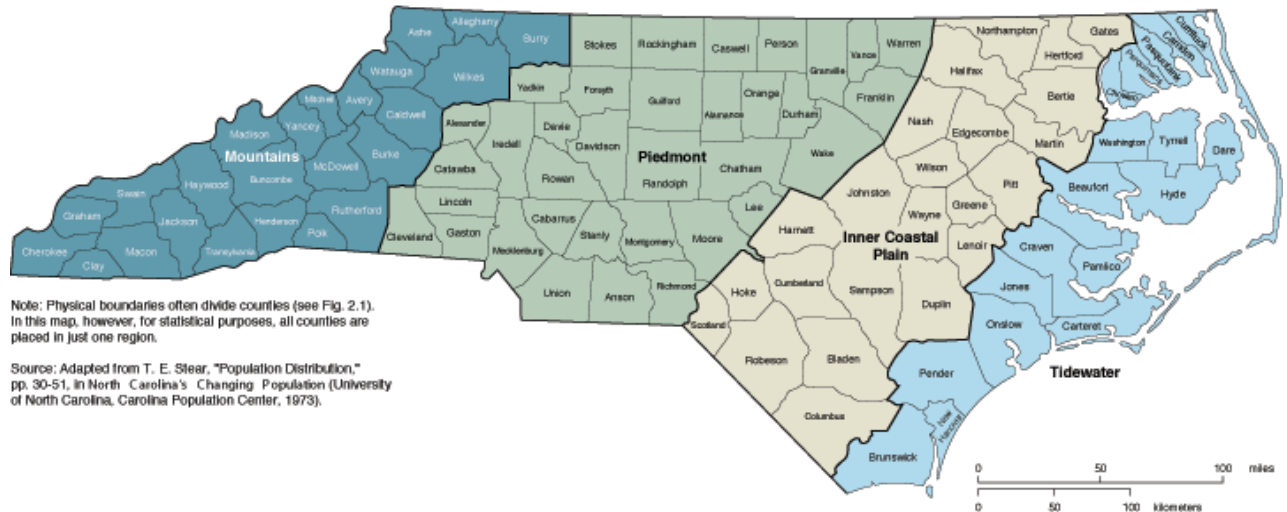 Ashe
Alleghany
Surry
Stokes
Rockingham
Caswell
Person
Vance
Warren
Granville
Northampton
Gates
Hertford
Currituck
Camden
Pasquotank
Perquimans
Chowan
Watauga
Wilkes
Yadkin
Forsyth
Guilford
Alamance
Orange
Durham
Franklin
Halifax
Bertie
Mitchell
Avery
Caldwell
Alexander
Iredell
Davie
Davidson
Nash
Edgecombe
Martin
Washington
Tyrrell
Dare
Madison
Yancey
Mountains
McDowell
Burke
Catawba
Rowan
Piedmont
Randolph
Chatham
Wake
Wilson
Pitt
Beaufort
Hyde
Swain
Haywood
Buncombe
Rutherford
Lincoln
Cabarrus
Lee
Johnston
Wayne
Greene
Graham
Jackson
Henderson
Polk
Cleveland
Gaston
Mecklenburg
Stanly
Montgomery
Moore
Harnett
Inner Coastal
Plain
Lenoir
Craven
Pamlico
Cherokee
Clay
Macon
Transylvania
Union
Anson
Richmond
Hoke
Cumberland
Sampson
Duplin
Jones
Onslow
Carteret
Scotland
Robeson
Bladen
Pender
Tidewater
Columbus
New
Hanover
Brunswick
Note: Physical boundaries often divide counties (see Fig. 2.1).
In this map, however, for statistical purposes, all counties are
placed in just one region.
Source: Adapted from T. E. Stear, "Population Distribution,"
pp. 30-51, in North Carolina's Changing Population (University
of North Carolina, Carolina Population Center, 1973).
0 50 100 miles
0 50 100 kilometers